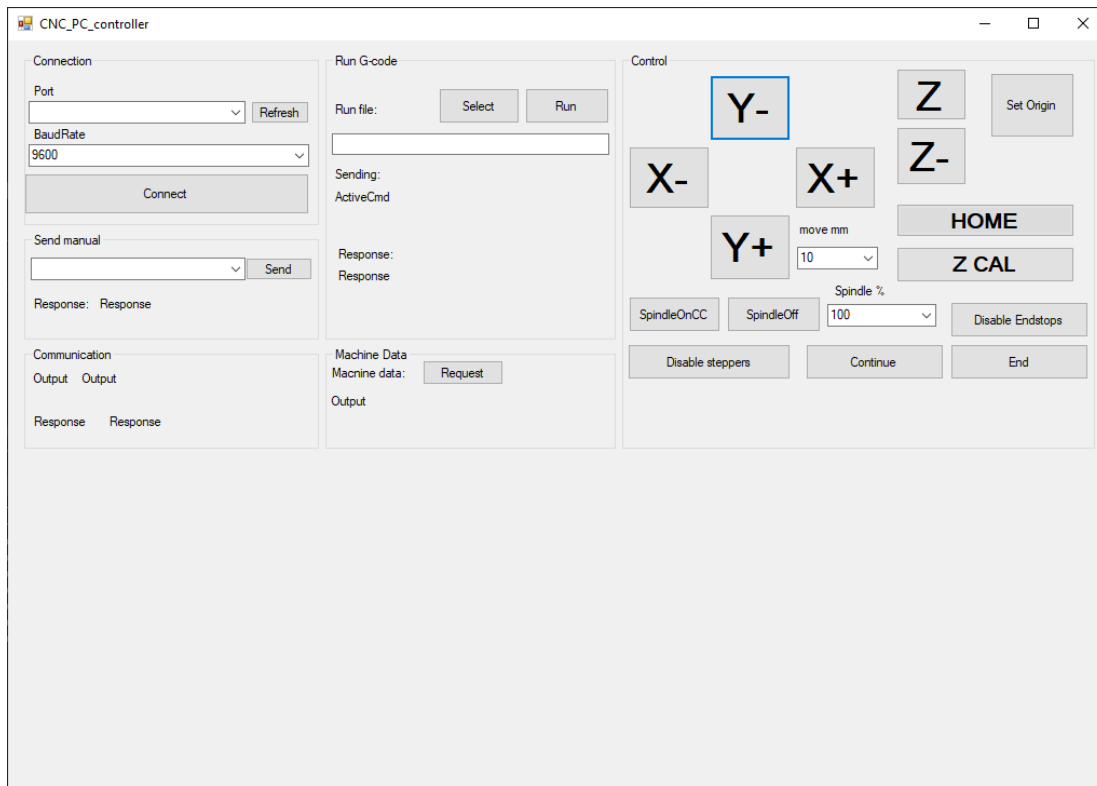 CNC_PC_controller
Connection
Port
Refresh
BaudRate
9600
Connect
Send manual
Send
Response: Response
Communication
Output Output
Response Response
Run G-code
Run file: Select Run
Sending:
ActiveCmd
Response:
Response
Machine Data
Macnine data: Request
Output
Control
Y-
Z
Set Origin
X-
X+
Z-
Y+
move mm
10
HOME
Z CAL
Spindle %
SpindleOnCC SpindleOff 100 Disable Endstops
Disable steppers Continue End